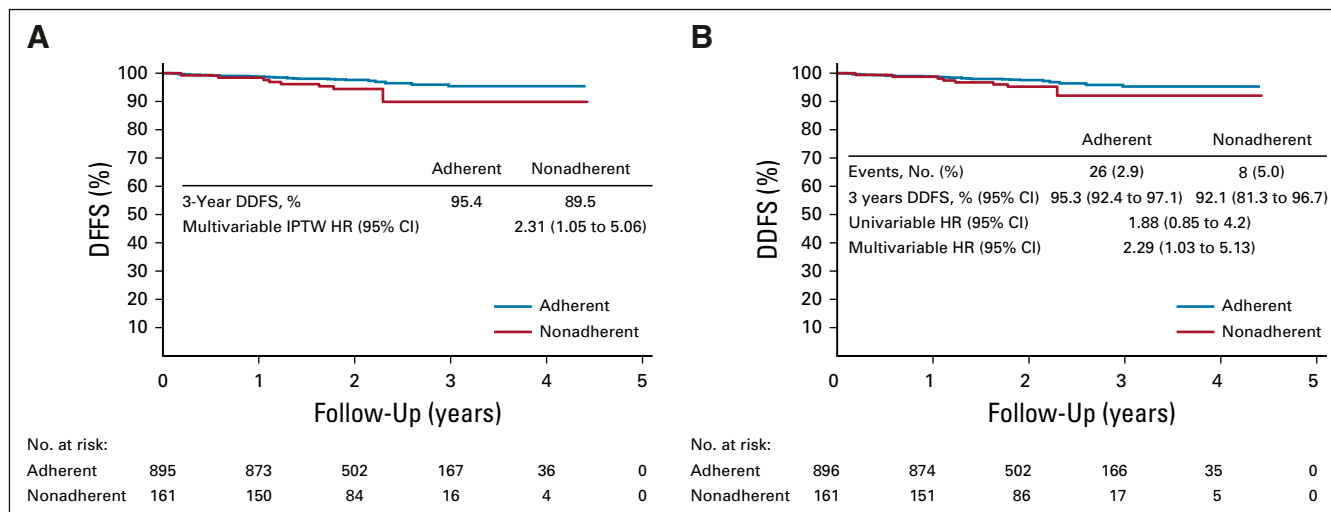 A
DFFS (%)
100
90
80
70
60
50
40
30
20
10
Adherent Nonadherent
3-Year DDFS, % 95.4 89.5
Multivariable IPTW HR (95% CI) 2.31 (1.05 to 5.06)
Adherent
Nonadherent
0 1 2 3 4 5
Follow-Up (years)
No. at risk:
Adherent 895 873 502 167 36 0
Nonadherent 161 150 84 16 4 0
B
DDFS (%)
100
90
80
70
60
50
40
30
20
10
Adherent Nonadherent
Events, No. (%) 26 (2.9) 8 (5.0)
3 years DDFS, % (95% CI) 95.3 (92.4 to 97.1) 92.1 (81.3 to 96.7)
Univariable HR (95% CI) 1.88 (0.85 to 4.2)
Multivariable HR (95% CI) 2.29 (1.03 to 5.13)
Adherent
Nonadherent
0 1 2 3 4 5
Follow-Up (years)
No. at risk:
Adherent 896 874 502 166 35 0
Nonadherent 161 151 86 17 5 0